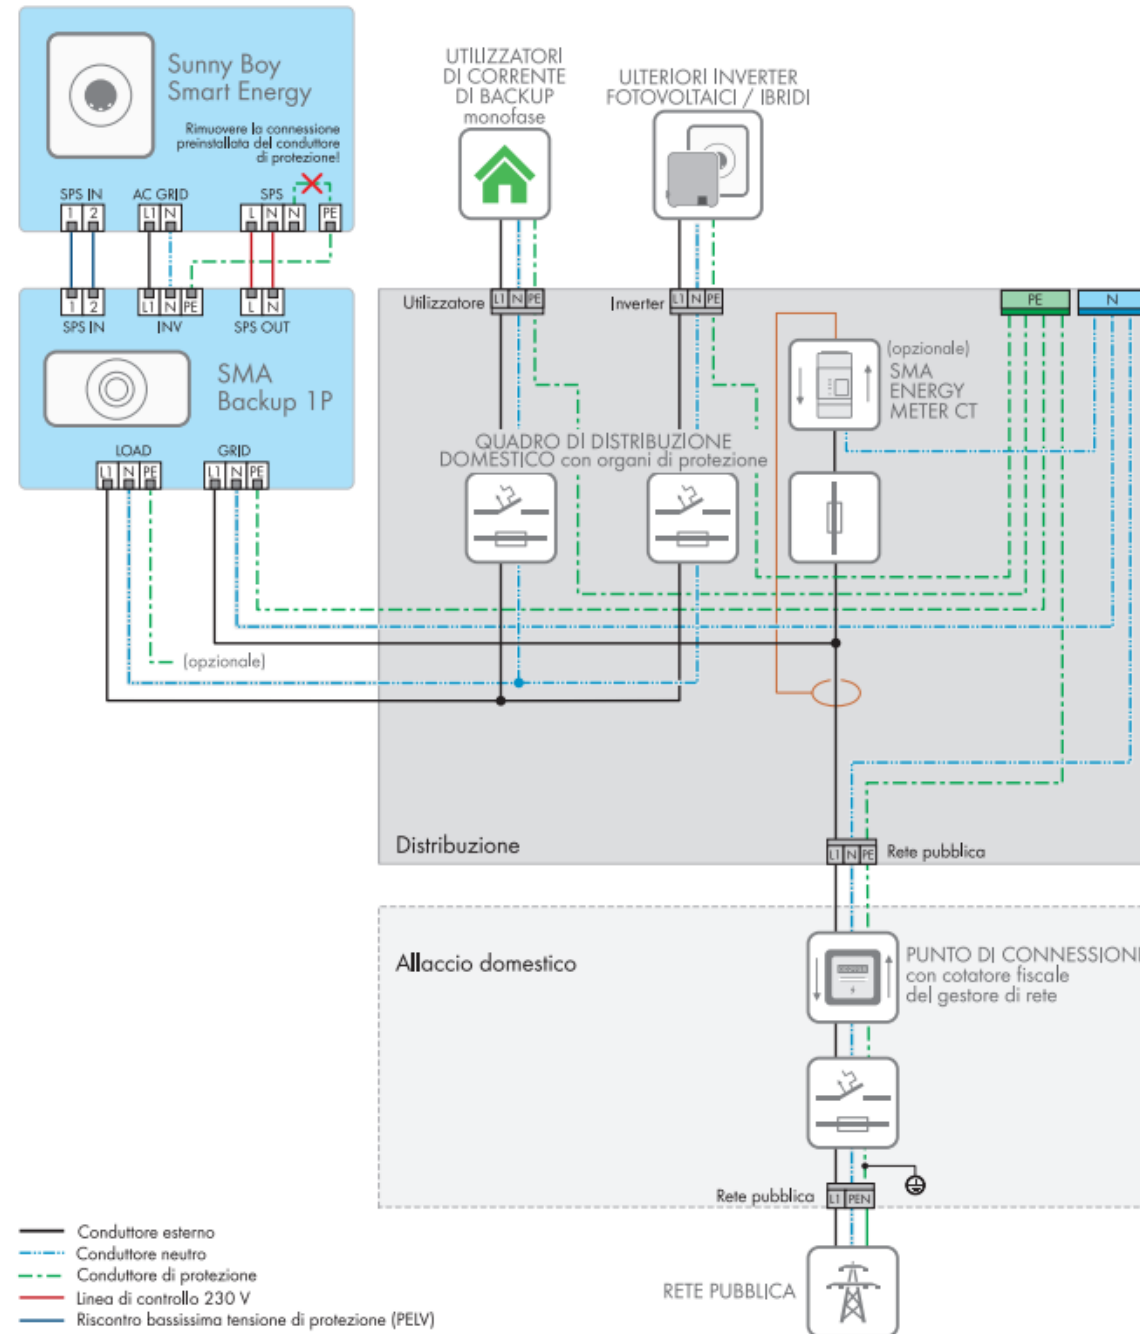 Sunny Boy
Smart Energy
Rimuovere la connessione
preinstallata del conduttore
di protezione!
SPS IN
AC GRID
SPS
1 2
L1 N
L N N
PE
1 2
L1 N PE
L N
SPS IN
INV
SPS OUT
SMA
Backup 1P
LOAD
GRID
L1 N PE
L1 N PE
(opzionale)
UTILIZZATORI
DI CORRENTE
DI BACKUP
monofase
ULTERIORI INVERTER
FOTOVOLTAICI / IBRIDI
Utilizzatore
L1 N PE
Inverter
L1 N PE
PE
N
(opzionale)
SMA
ENERGY
METER CT
QUADRO DI DISTRIBUZIONE
DOMESTICO con organi di protezione
Distribuzione
L1 N PE
Rete pubblica
Allaccio domestico
PUNTO DI CONNESSIONE
con cotatore fiscale
del gestore di rete
Rete pubblica
L1 PEN
RETE PUBBLICA
Conduttore esterno
Conduttore neutro
Conduttore di protezione
Linea di controllo 230 V
Riscontro bassissima tensione di protezione (PELV)